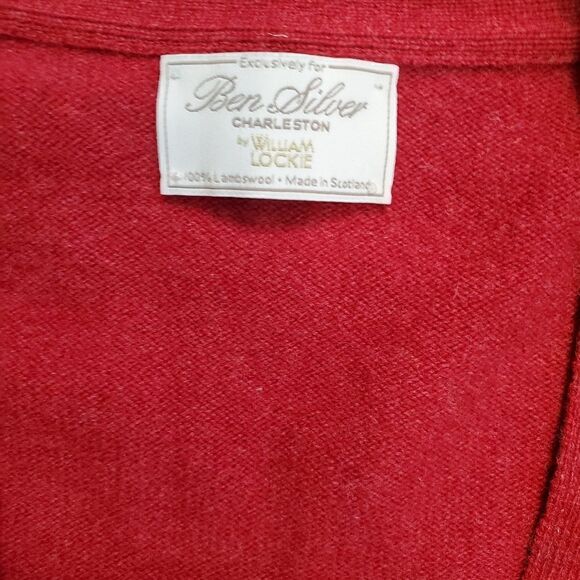 Exclusively for
Ben Silver
CHARLESTON
by WILLIAM
LOCKIE
100% Lambswool • Made in Scotland